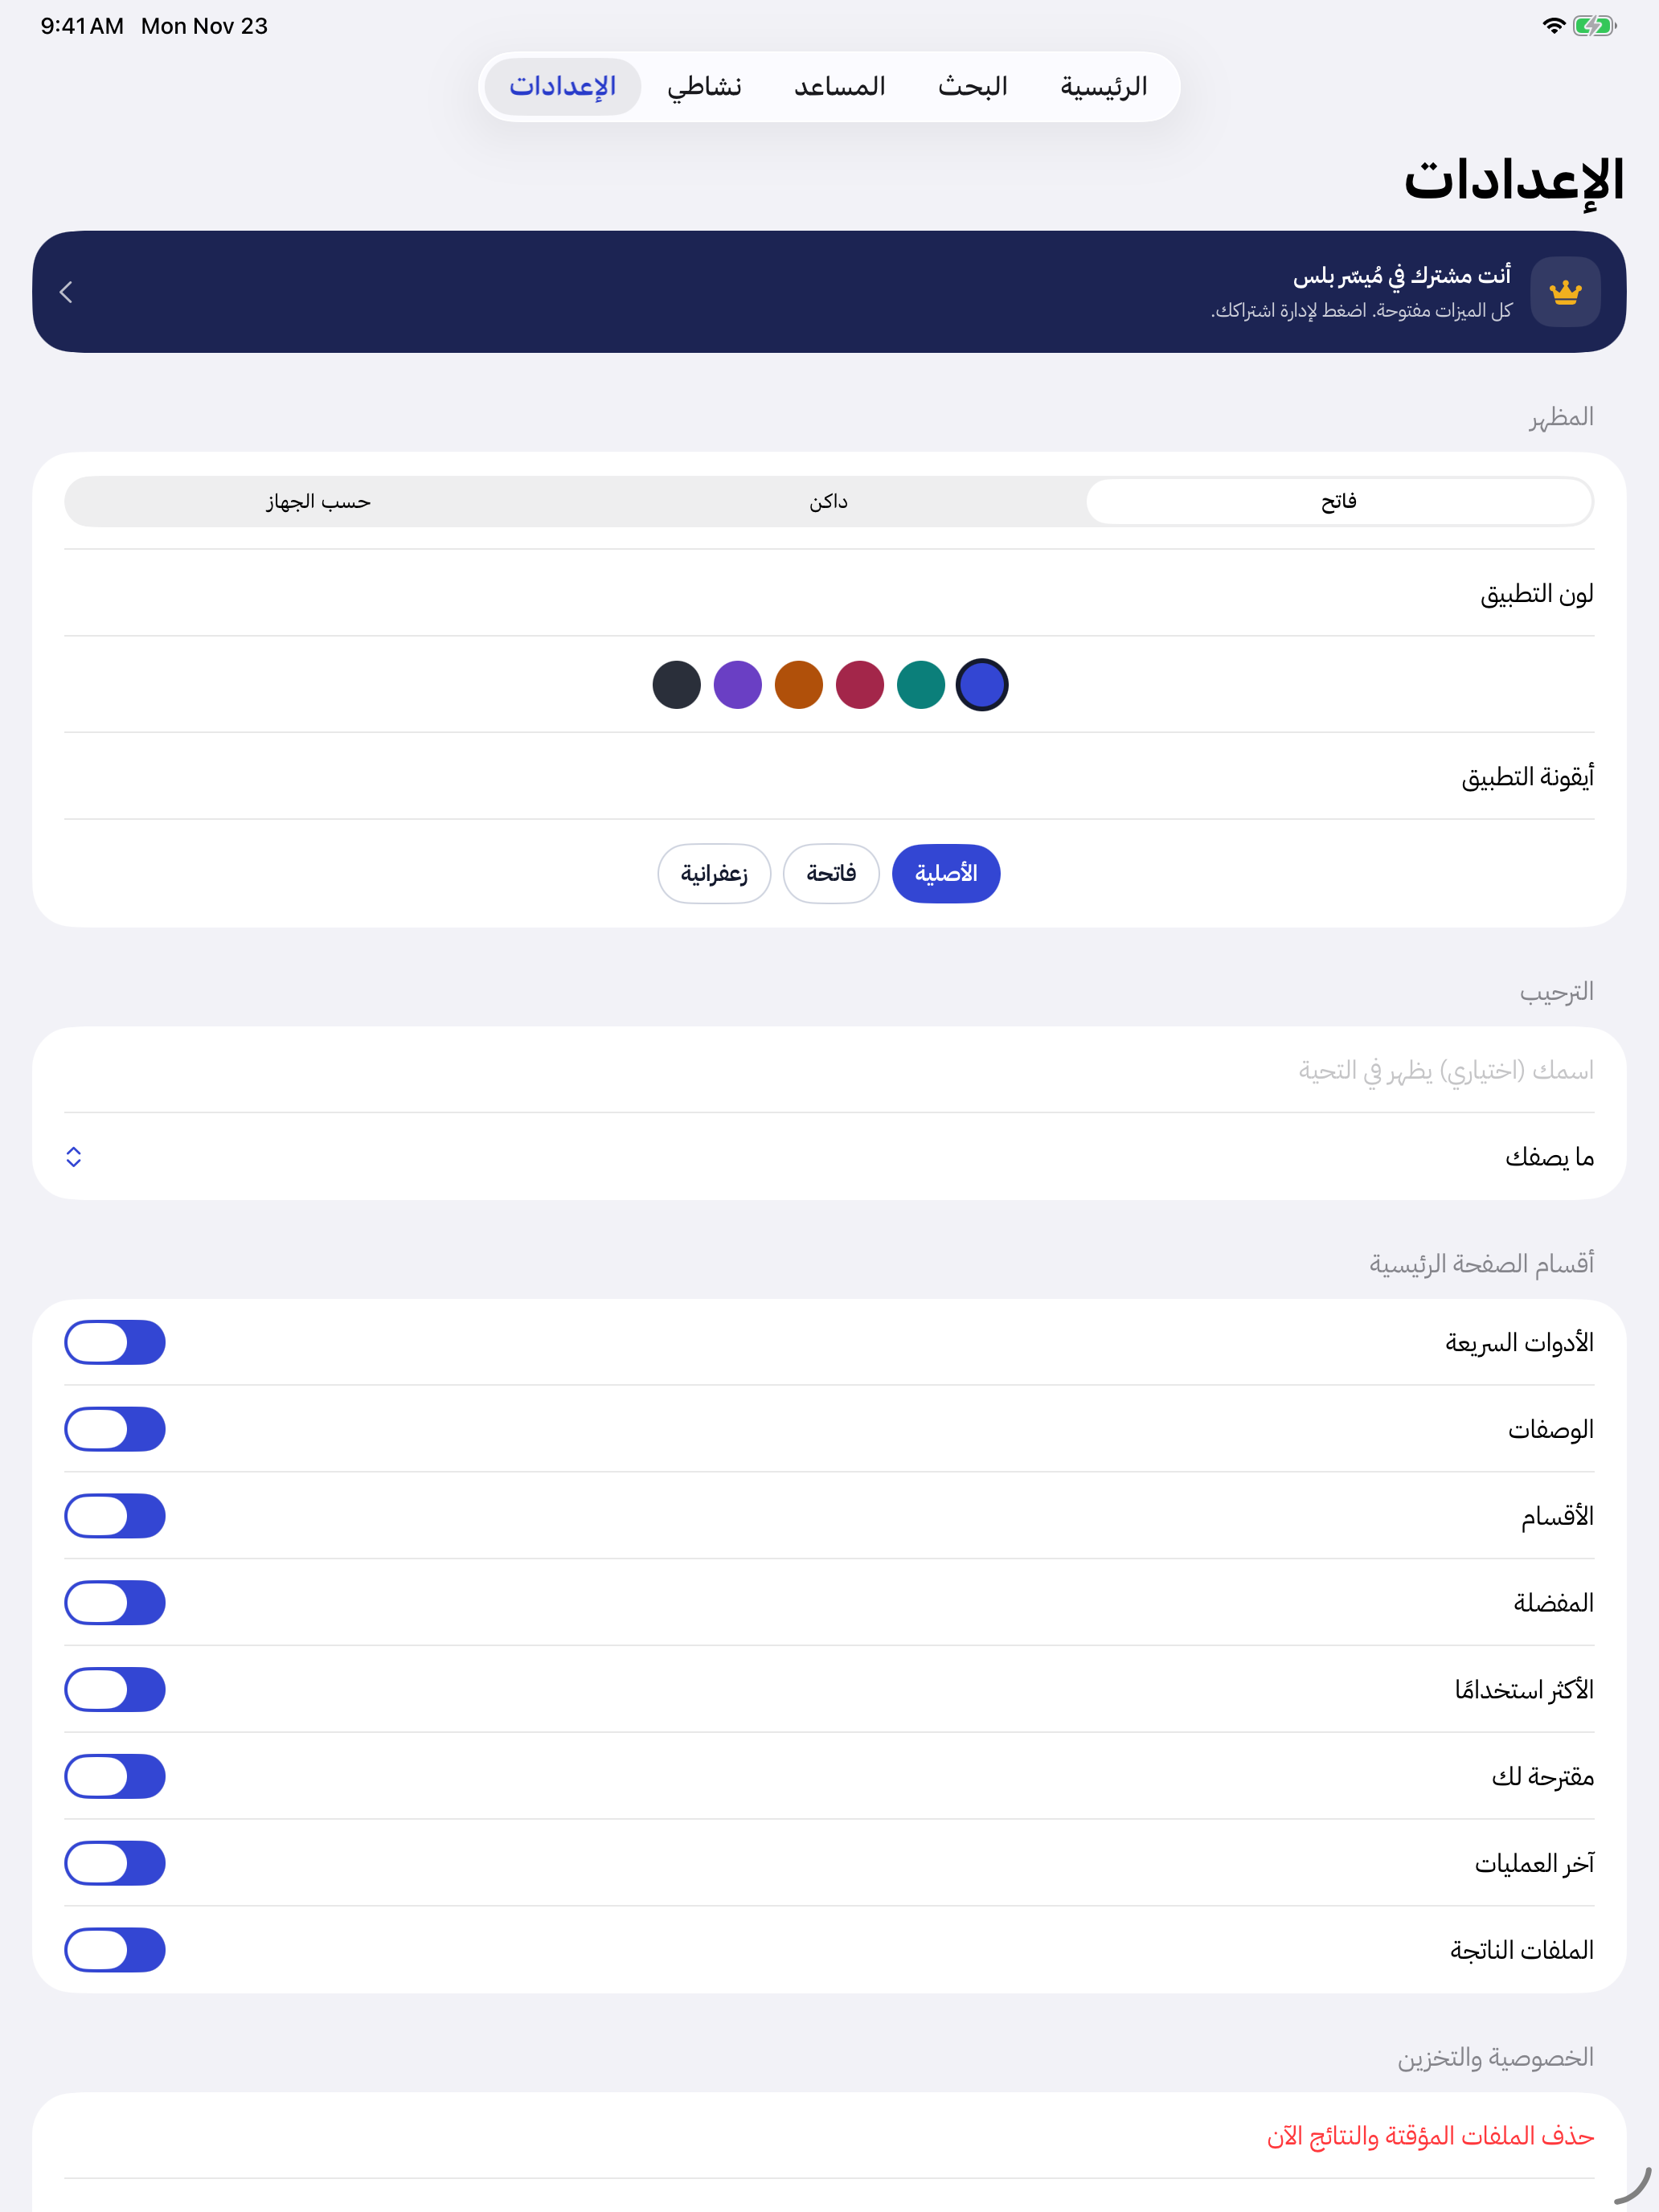 9:41 AM Mon Nov 23
الرئيسية البحث المساعد نشاطي الإعدادات
الإعدادات
أنت مشترك في مُيسّر بلس
كل الميزات مفتوحة. اضغط لإدارة اشتراكك.
المظهر
فاتح داكن حسب الجهاز
لون التطبيق
أيقونة التطبيق
الأصلية فاتحة زعفرانية
الترحيب
اسمك (اختياري) يظهر في التحية
ما يصفك
أقسام الصفحة الرئيسية
الأدوات السريعة
الوصفات
الأقسام
المفضلة
الأكثر استخدامًا
مقترحة لك
آخر العمليات
الملفات الناتجة
الخصوصية والتخزين
حذف الملفات المؤقتة والنتائج الآن